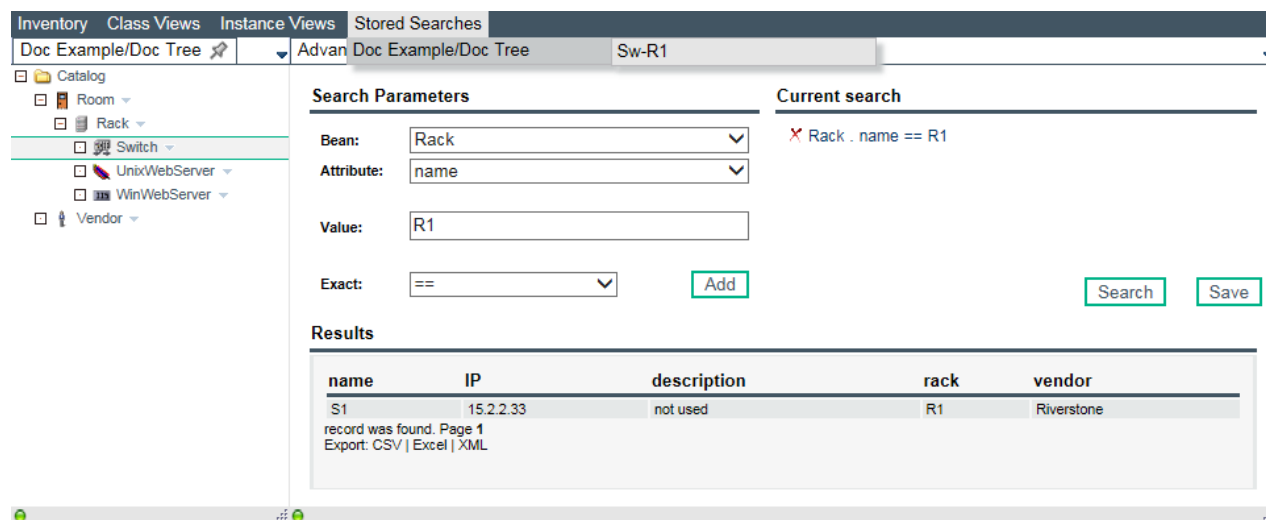 Inventory Class Views Instance Views Stored Searches
Doc Example/Doc Tree Advan Doc Example/Doc Tree Sw-R1
Catalog
Room
Rack
Switch
UnixWebServer
WinWebServer
Vendor
Search Parameters
Bean: Rack
Attribute: name
Value: R1
Exact: == Add
Current search
Rack . name == R1
Search Save
Results
name IP description rack vendor
S1 15.2.2.33 not used R1 Riverstone
record was found. Page 1
Export: CSV | Excel | XML